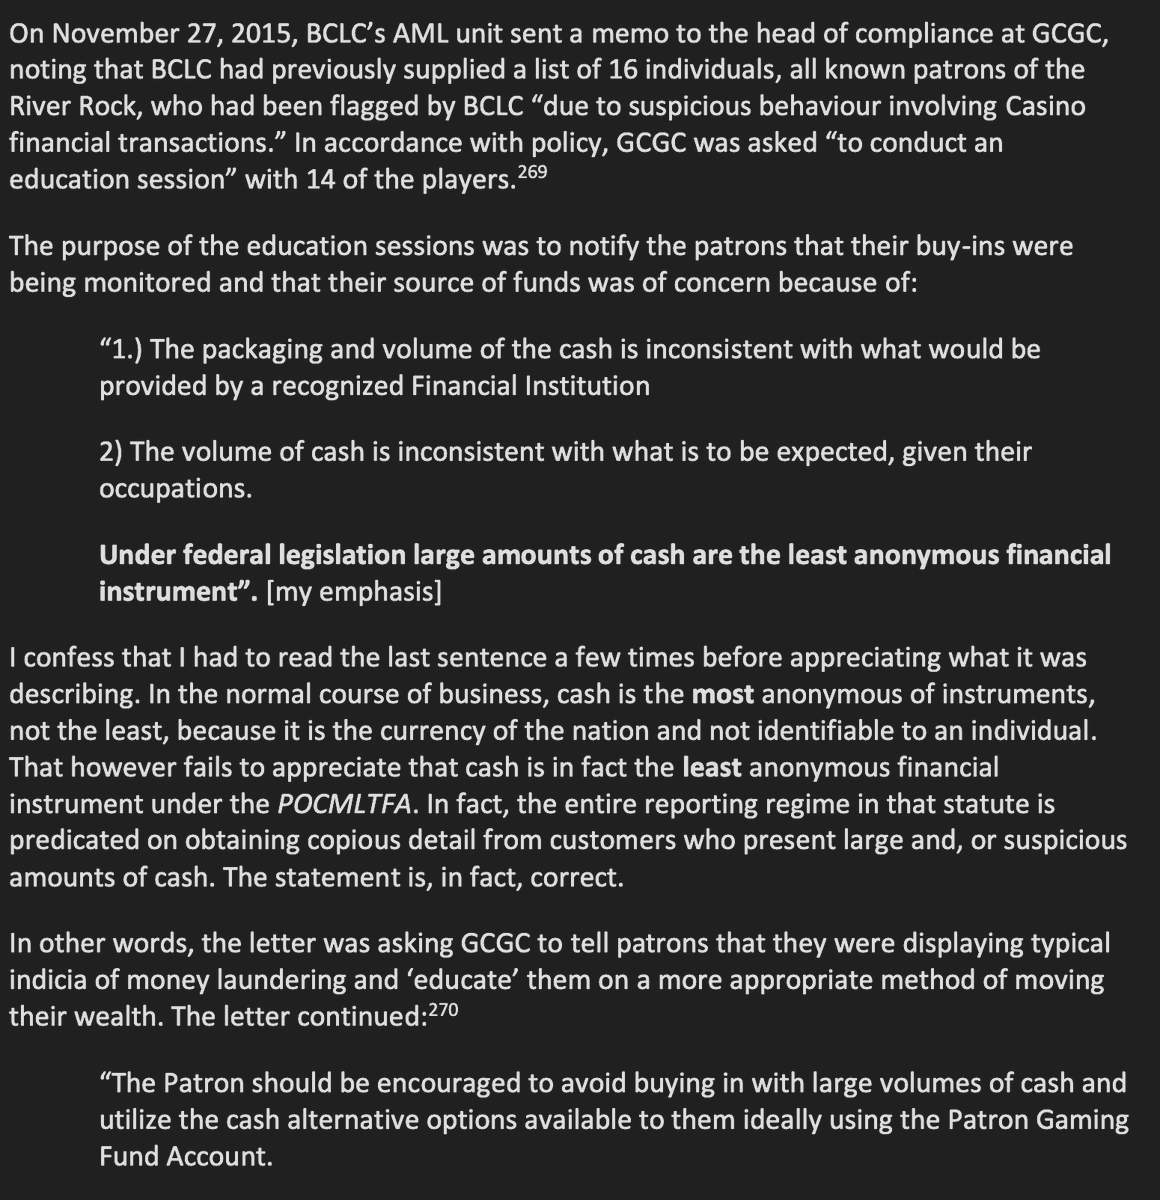 On November 27, 2015, BCLC’s AML unit sent a memo to the head of compliance at GCGC,
noting that BCLC had previously supplied a list of 16 individuals, all known patrons of the
River Rock, who had been flagged by BCLC “due to suspicious behaviour involving Casino
financial transactions.” In accordance with policy, GCGC was asked “to conduct an
education session” with 14 of the players.269
The purpose of the education sessions was to notify the patrons that their buy-ins were
being monitored and that their source of funds was of concern because of:
“1.) The packaging and volume of the cash is inconsistent with what would be
provided by a recognized Financial Institution
2) The volume of cash is inconsistent with what is to be expected, given their
occupations.
Under federal legislation large amounts of cash are the least anonymous financial
instrument”. [my emphasis]
I confess that I had to read the last sentence a few times before appreciating what it was
describing. In the normal course of business, cash is the most anonymous of instruments,
not the least, because it is the currency of the nation and not identifiable to an individual.
That however fails to appreciate that cash is in fact the least anonymous financial
instrument under the POCMLTFA. In fact, the entire reporting regime in that statute is
predicated on obtaining copious detail from customers who present large and, or suspicious
amounts of cash. The statement is, in fact, correct.
In other words, the letter was asking GCGC to tell patrons that they were displaying typical
indicia of money laundering and ‘educate’ them on a more appropriate method of moving
their wealth. The letter continued:270
“The Patron should be encouraged to avoid buying in with large volumes of cash and
utilize the cash alternative options available to them ideally using the Patron Gaming
Fund Account.